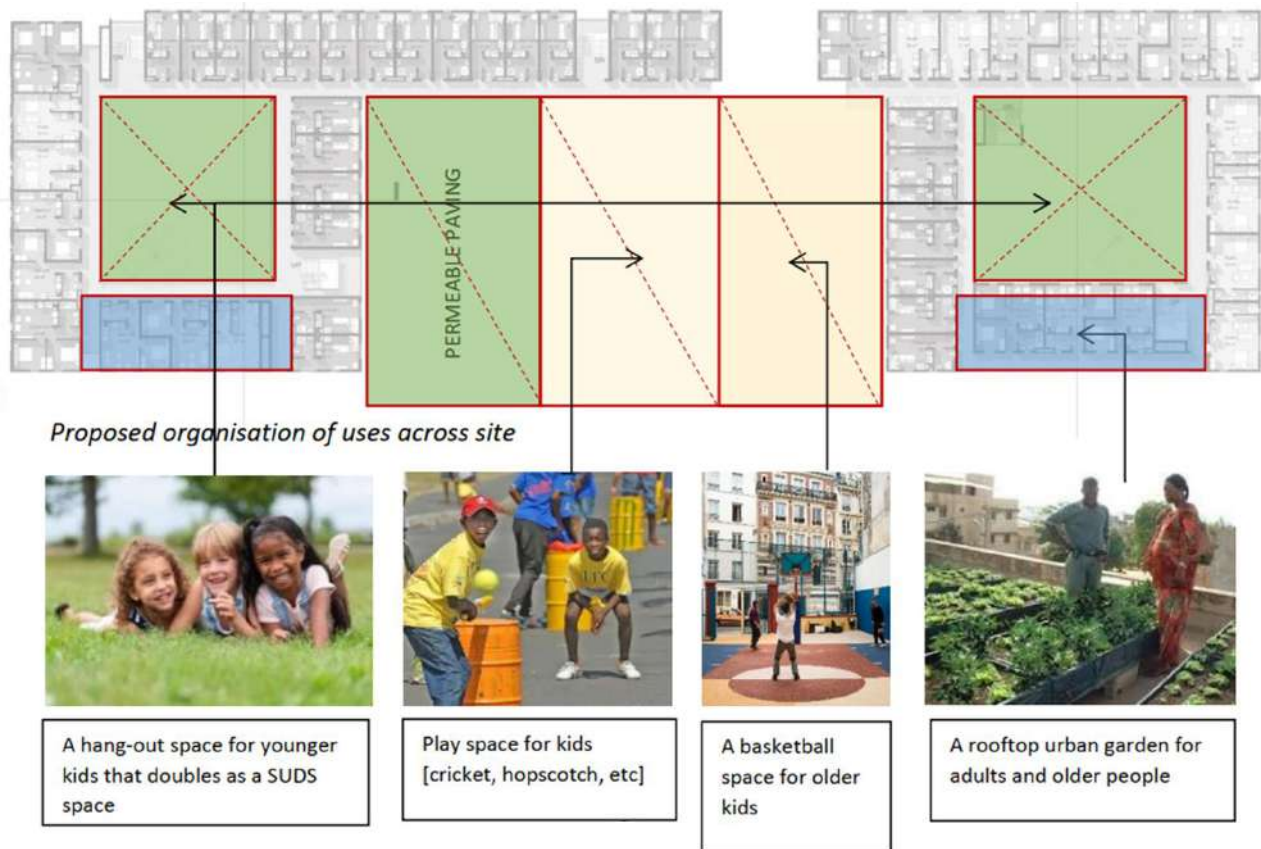 PERMEABLE PAVING
Proposed organisation of uses across site
A hang-out space for younger
kids that doubles as a SUDS
space
Play space for kids
[cricket, hopscotch, etc]
A basketball
space for older
kids
A rooftop urban garden for
adults and older people